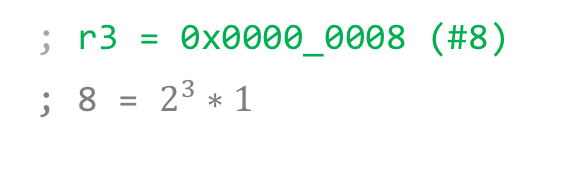 ; r3 = 0x0000_0008 (#8)
; 8 = 2³ * 1